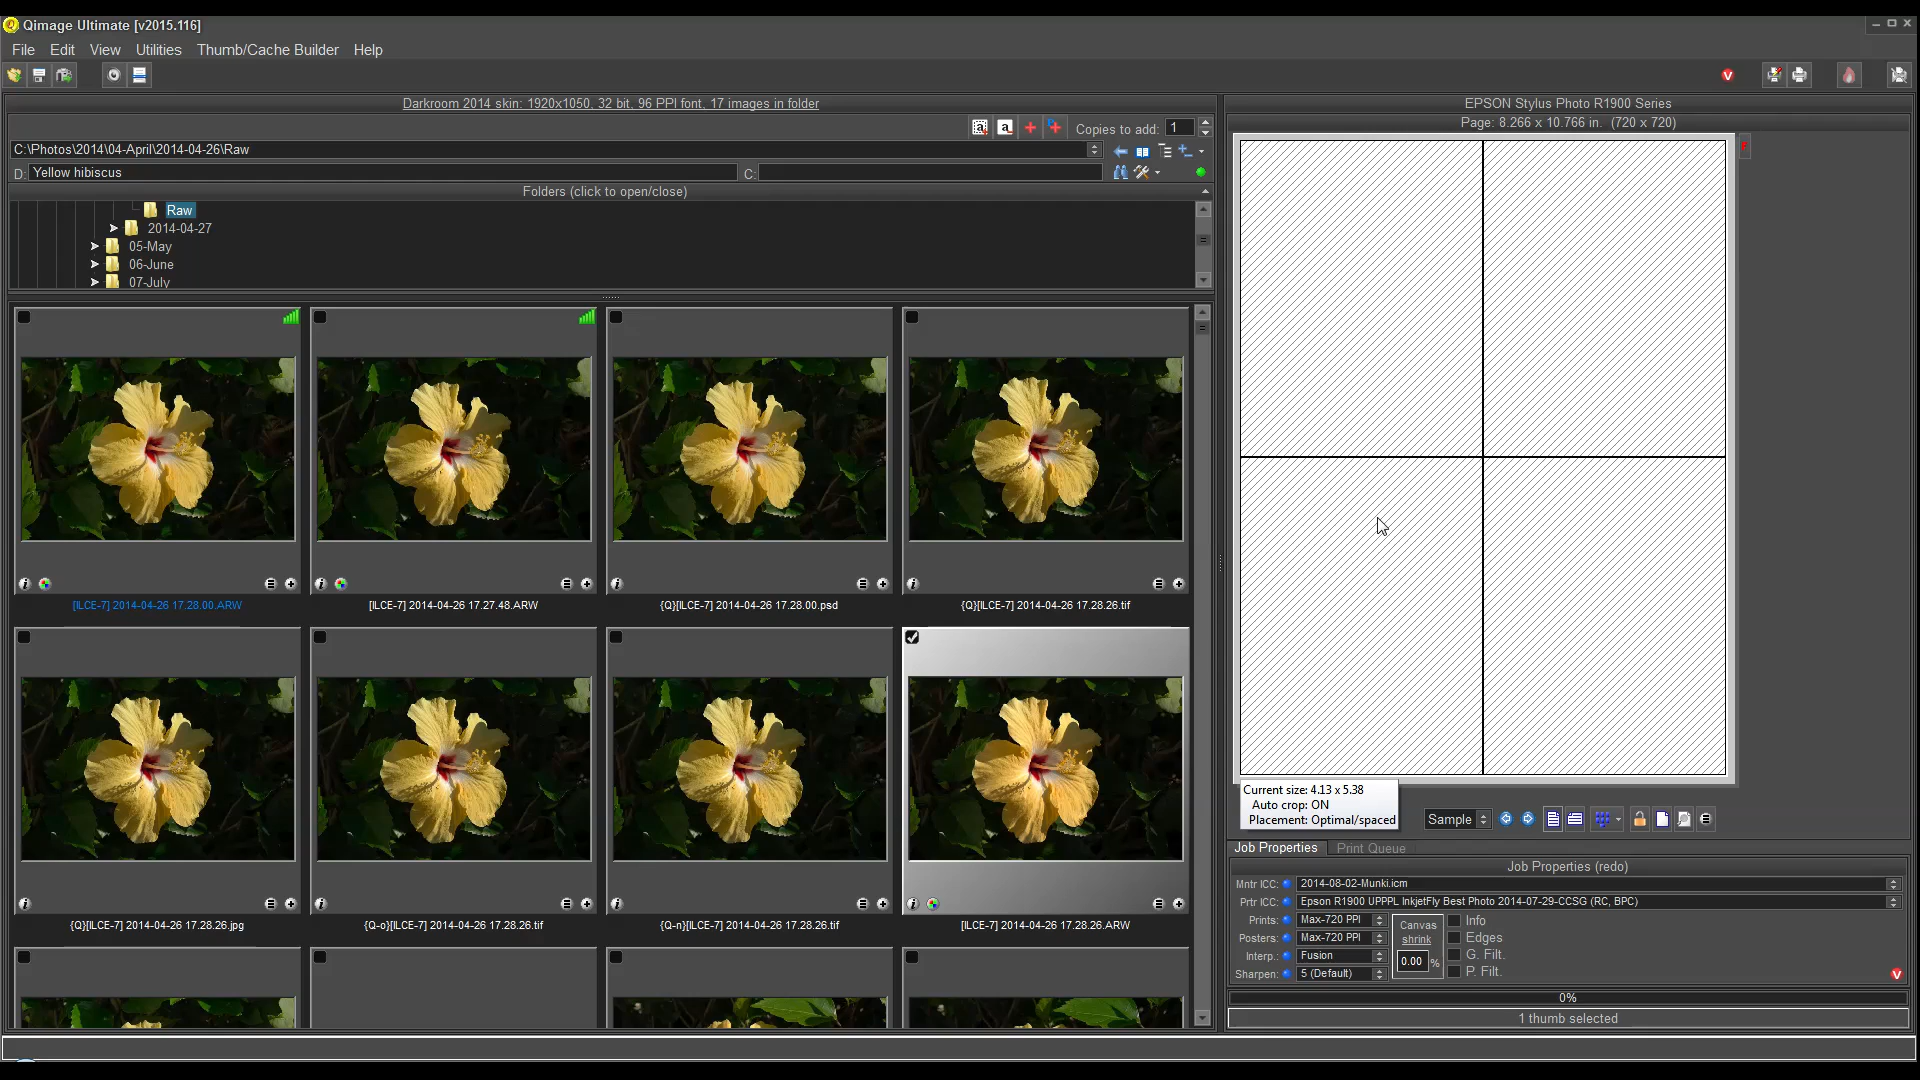 Qimage Ultimate [v2015.116]
File Edit View Utilities Thumb/Cache Builder Help
Darkroom 2014 skin: 1920x1050, 32 bit, 96 PPI font, 17 images in folder
Copies to add: 1
C:\Photos\2014\04-April\2014-04-26\Raw
D: Yellow hibiscus C:
Folders (click to open/close)
Raw
2014-04-27
05-May
06-June
07-July
[ILCE-7] 2014-04-26 17.28.00.ARW
[ILCE-7] 2014-04-26 17.27.48.ARW
{Q}[ILCE-7] 2014-04-26 17.28.00.psd
{Q}[ILCE-7] 2014-04-26 17.28.26.tif
{Q}[ILCE-7] 2014-04-26 17.28.26.jpg
{Q-o}[ILCE-7] 2014-04-26 17.28.26.tif
{Q-n}[ILCE-7] 2014-04-26 17.28.26.tif
[ILCE-7] 2014-04-26 17.28.26.ARW
EPSON Stylus Photo R1900 Series
Page: 8.266 x 10.766 in. (720 x 720)
F
Current size: 4.13 x 5.38
Auto crop: ON
Placement: Optimal/spaced
Sample
Job Properties Print Queue
Job Properties (redo)
Mntr ICC: 2014-08-02-Munki.icm
Prtr ICC: Epson R1900 UPPPL InkjetFly Best Photo 2014-07-29-CCSG (RC, BPC)
Prints: Max-720 PPI
Posters: Max-720 PPI
Interp.: Fusion
Sharpen: 5 (Default)
Canvas
shrink
0.00 %
Info
Edges
G. Filt.
P. Filt.
0%
1 thumb selected